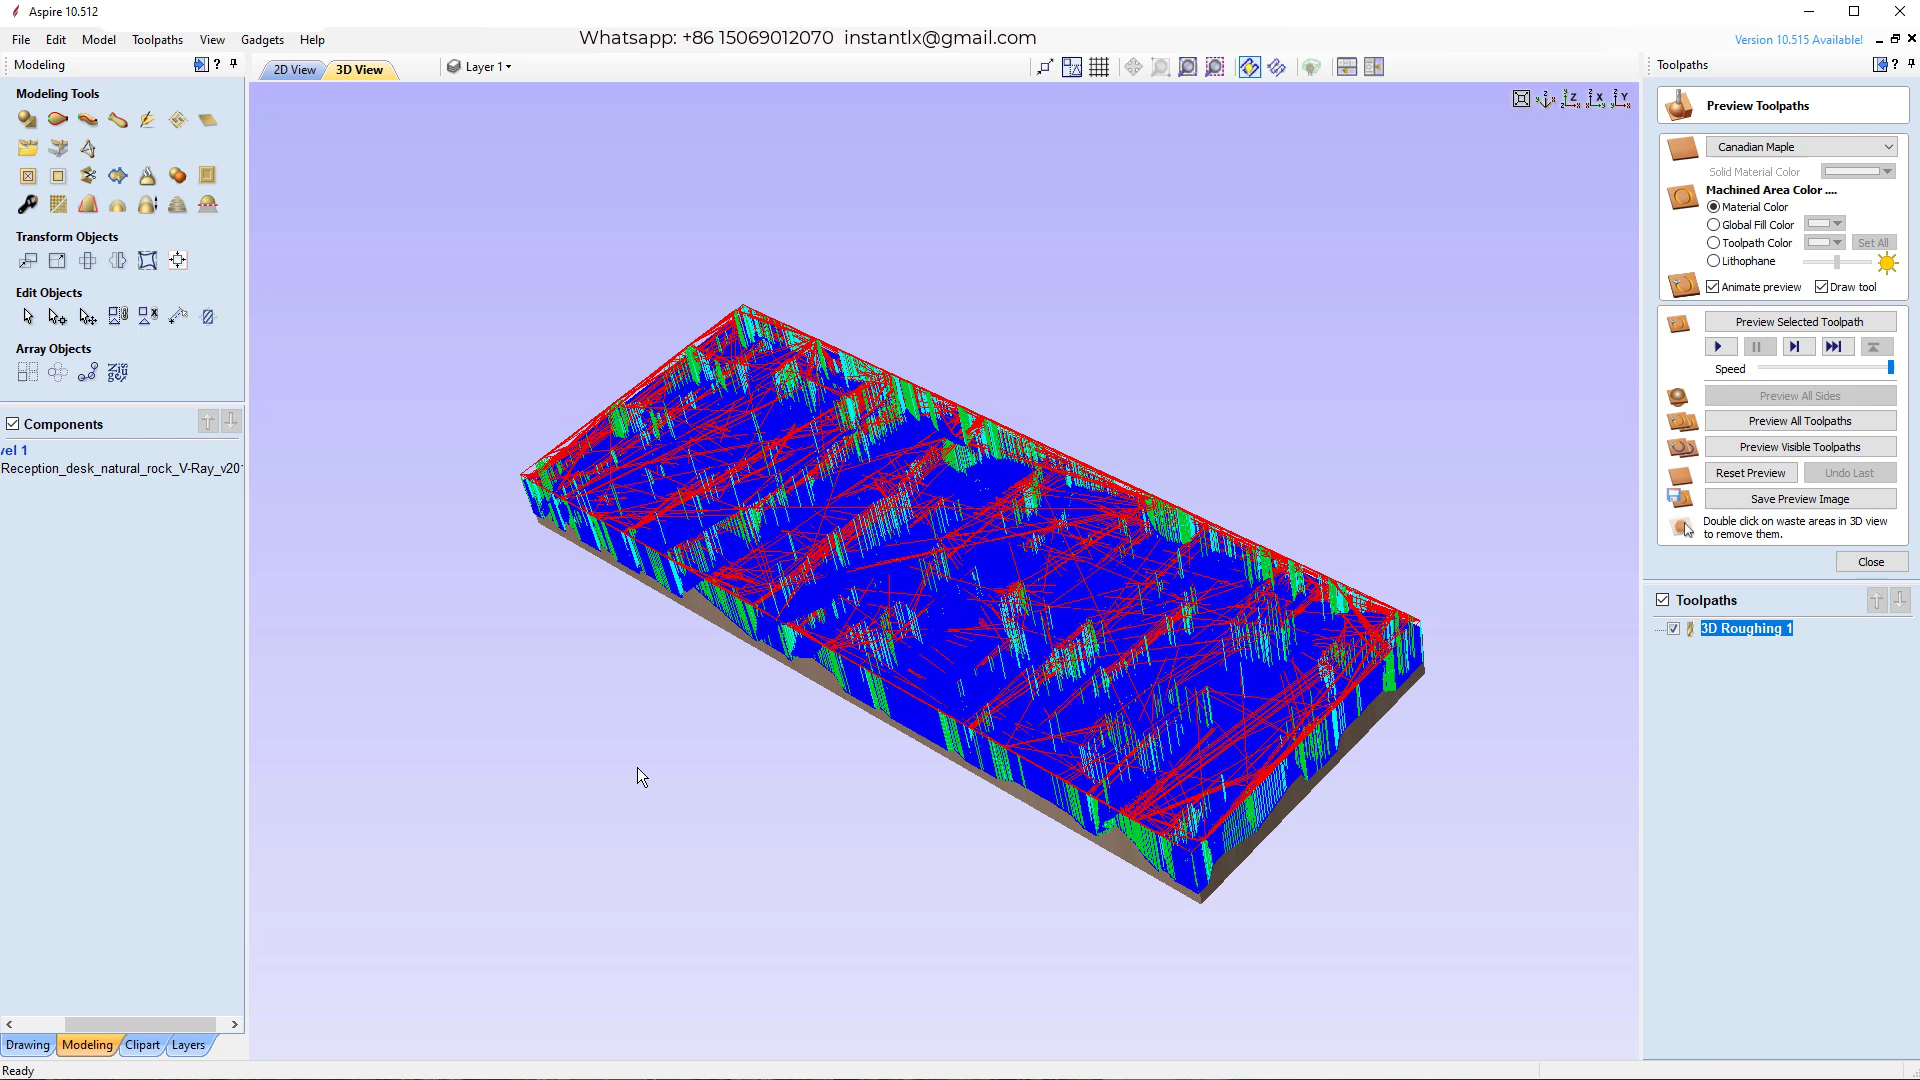 Aspire 10.512
File Edit Model Toolpaths View Gadgets Help
Whatsapp: +86 15069012070 instantlx@gmail.com
Version 10.515 Available!
Modeling
2D View 3D View Layer 1
Toolpaths
Modeling Tools
Preview Toolpaths
Canadian Maple
Solid Material Color
Machined Area Color ....
Material Color
Global Fill Color
Toolpath Color Set All
Lithophane
Animate preview Draw tool
Transform Objects
Edit Objects
Array Objects
Preview Selected Toolpath
Speed
Preview All Sides
Preview All Toolpaths
Preview Visible Toolpaths
Reset Preview Undo Last
Save Preview Image
Double click on waste areas in 3D view
to remove them.
Close
Components
vel 1
Reception_desk_natural_rock_V-Ray_v20
Toolpaths
3D Roughing 1
Drawing Modeling Clipart Layers
Ready